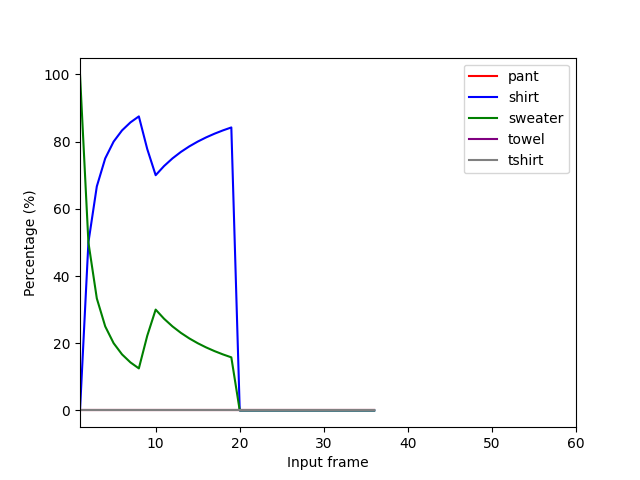 100
80
60
40
20
0
Percentage (%)
10 20 30 40 50 60
Input frame
pant
shirt
sweater
towel
tshirt